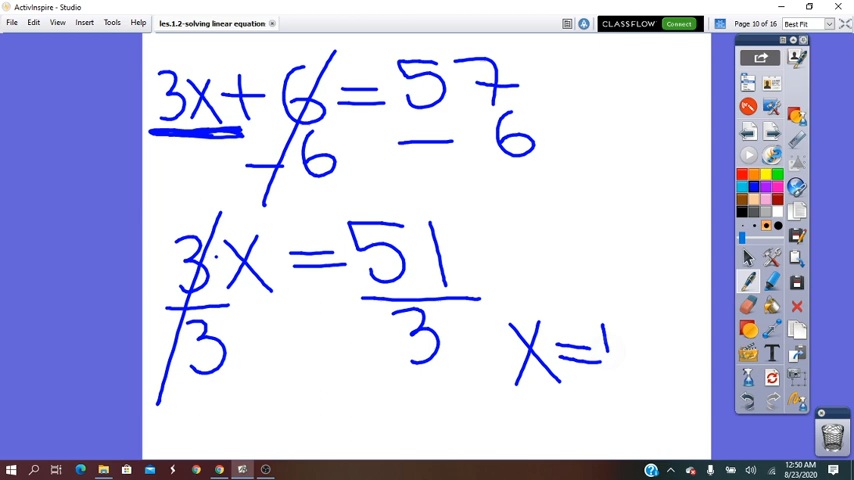 ActivInspire - Studio
File Edit View Insert Tools Help
les.1.2-solving linear equation
CLASSFLOW Connect
Page 10 of 16
Best Fit
3x + 6 = 57
- 6 - 6
3·x = 51
3 3
x = 1
12:50 AM
8/23/2020